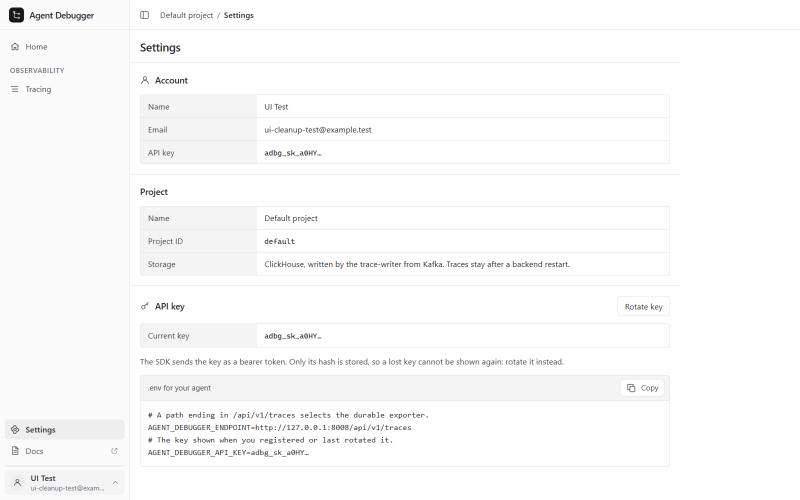 Agent Debugger
Default project / Settings
Home
OBSERVABILITY
Tracing
Settings
Docs
UI Test
ui-cleanup-test@exam...
Settings
Account
Name UI Test
Email ui-cleanup-test@example.test
API key adbg_sk_a0HY…
Project
Name Default project
Project ID default
Storage ClickHouse, written by the trace-writer from Kafka. Traces stay after a backend restart.
API key Rotate key
Current key adbg_sk_a0HY…
The SDK sends the key as a bearer token. Only its hash is stored, so a lost key cannot be shown again: rotate it instead.
.env for your agent Copy
# A path ending in /api/v1/traces selects the durable exporter.
AGENT_DEBUGGER_ENDPOINT=http://127.0.0.1:8000/api/v1/traces
# The key shown when you registered or last rotated it.
AGENT_DEBUGGER_API_KEY=adbg_sk_a0HY…